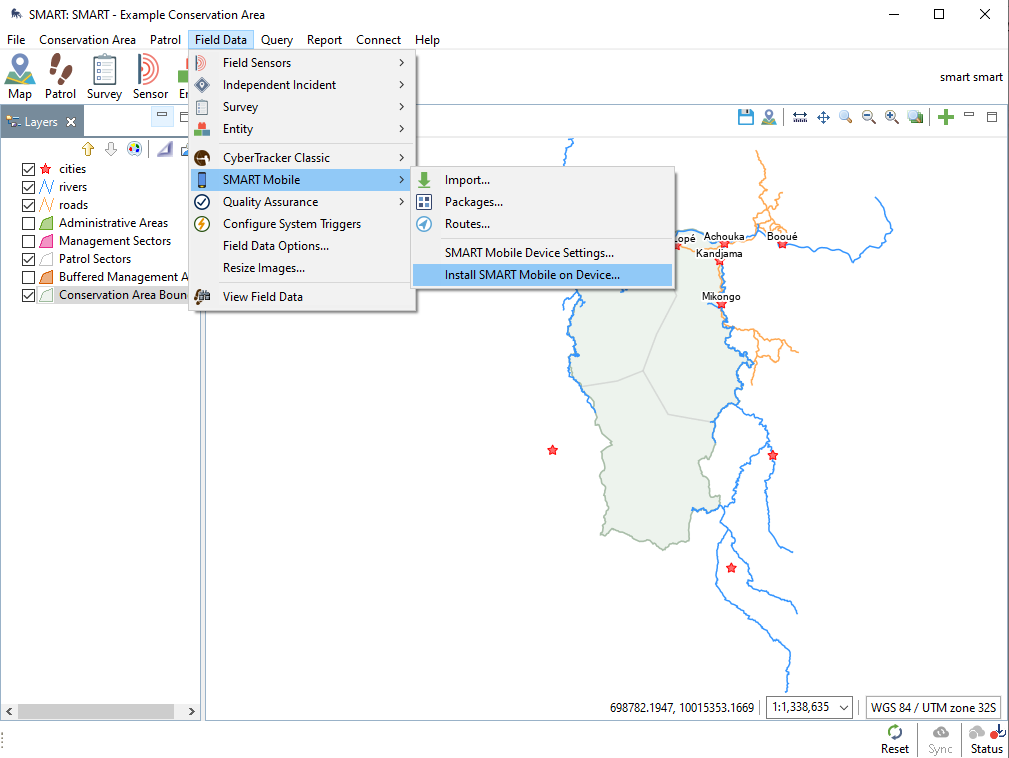 SMART: SMART - Example Conservation Area
File Conservation Area Patrol Field Data Query Report Connect Help
Map Patrol Survey Sensor
smart smart
Layers
cities
rivers
roads
Administrative Areas
Management Sectors
Patrol Sectors
Buffered Management A
Conservation Area Boun
Field Sensors
Independent Incident
Survey
Entity
CyberTracker Classic
SMART Mobile
Quality Assurance
Configure System Triggers
Field Data Options...
Resize Images...
View Field Data
Import...
Packages...
Routes...
SMART Mobile Device Settings...
Install SMART Mobile on Device...
opé Achouka Booué
Kandjama
Mikongo
698782.1947, 10015353.1669 1:1,338,635 WGS 84 / UTM zone 32S
Reset Sync Status